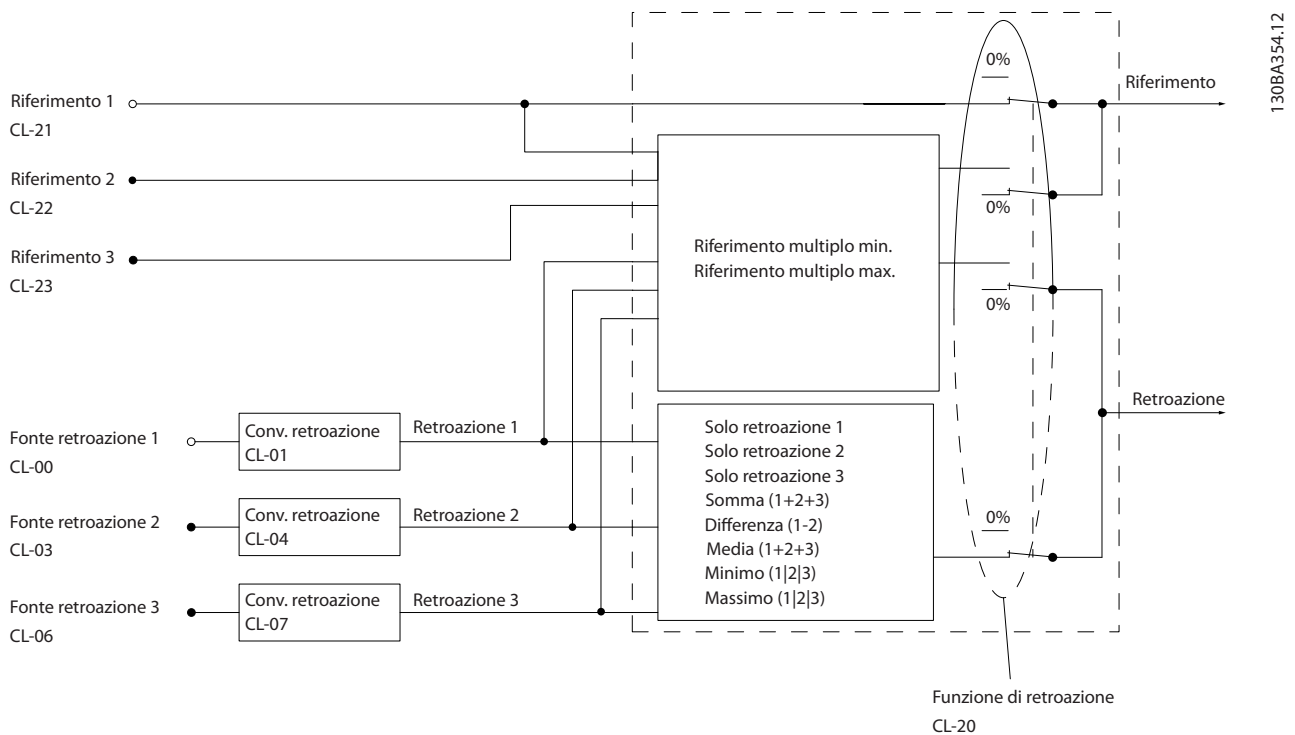 130BA354.12
0%
Riferimento
Riferimento 1
CL-21
Riferimento 2
CL-22
0%
Riferimento 3
CL-23
Riferimento multiplo min.
Riferimento multiplo max.
0%
Retroazione
Fonte retroazione 1
CL-00
Conv. retroazione
CL-01
Retroazione 1
Fonte retroazione 2
CL-03
Conv. retroazione
CL-04
Retroazione 2
Fonte retroazione 3
CL-06
Conv. retroazione
CL-07
Retroazione 3
Solo retroazione 1
Solo retroazione 2
Solo retroazione 3
Somma (1+2+3)
Differenza (1-2)
Media (1+2+3)
Minimo (1|2|3)
Massimo (1|2|3)
0%
Funzione di retroazione
CL-20